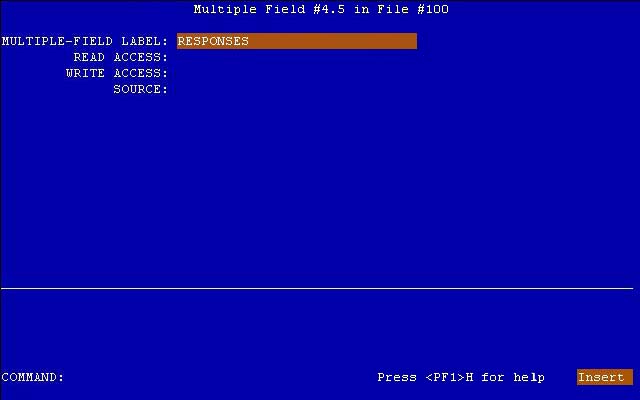 Multiple Field #4.5 in File #100
MULTIPLE-FIELD LABEL: RESPONSES
READ ACCESS:
WRITE ACCESS:
SOURCE:
COMMAND: Press <PF1>H for help Insert